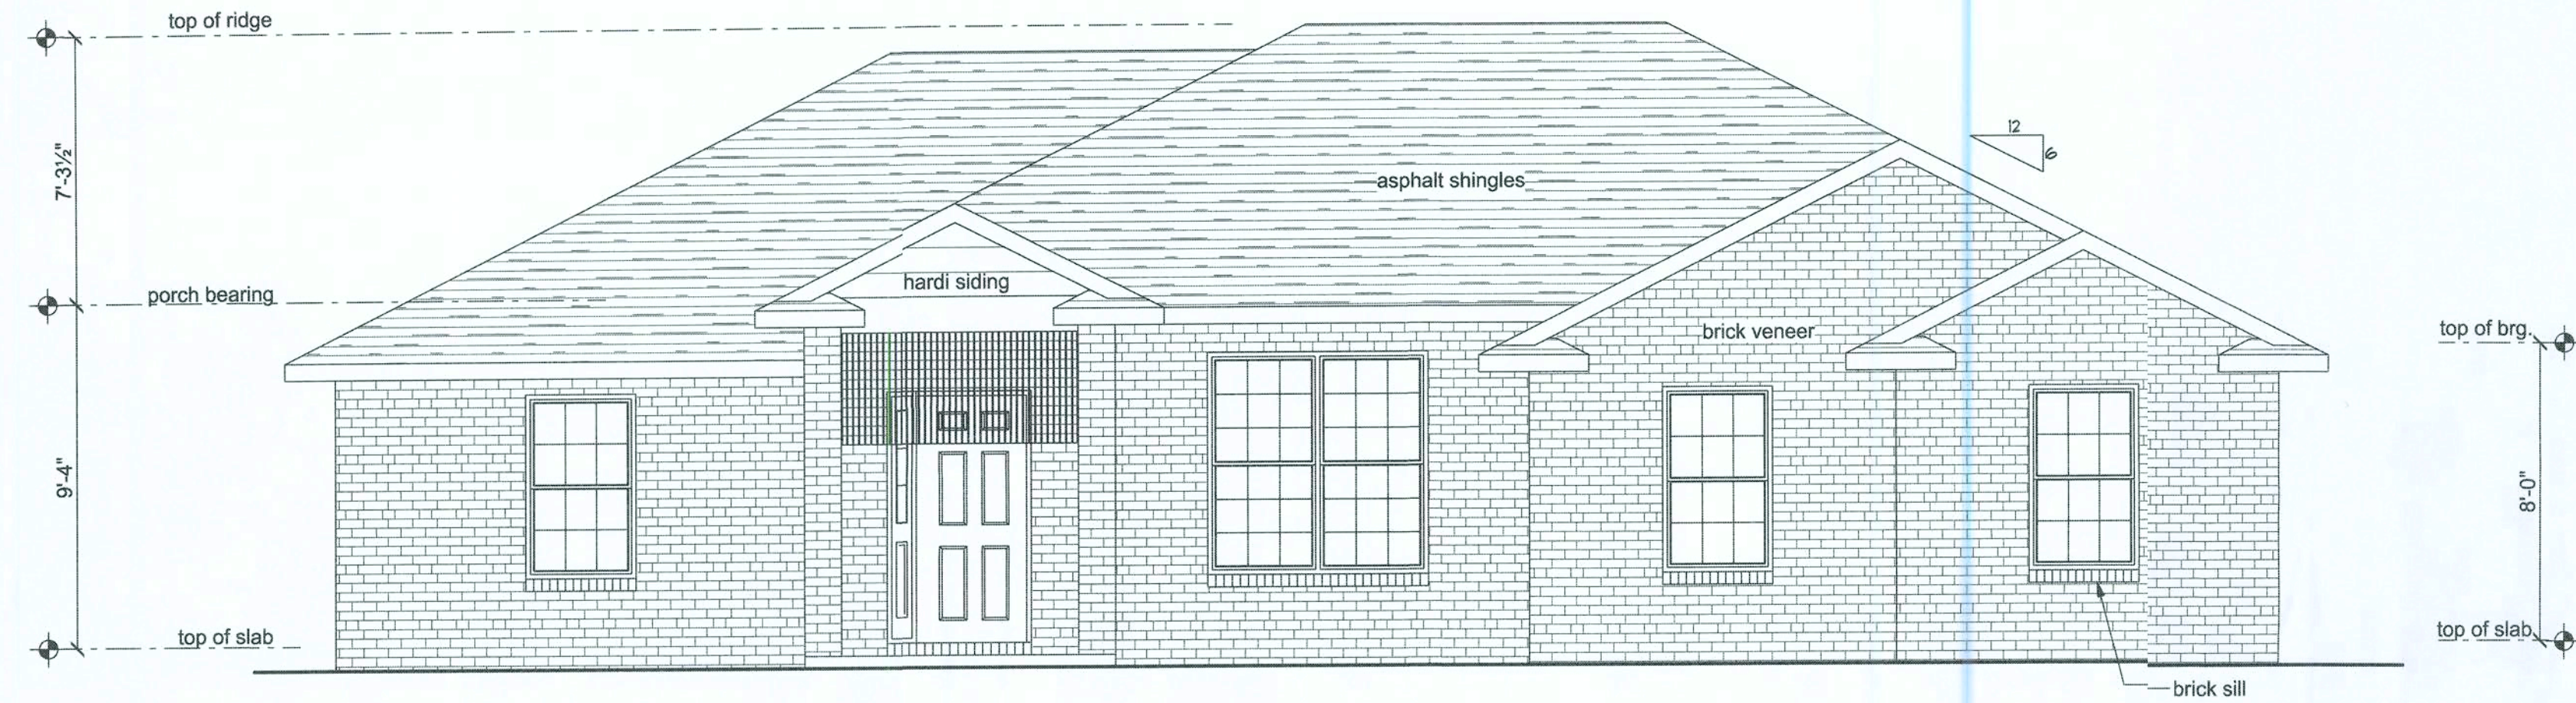 top of ridge
12
6
7'-3½"
asphalt shingles
hardi siding
porch bearing
brick veneer
top of brg.
9'-4"
8'-0"
top of slab
top of slab
brick sill